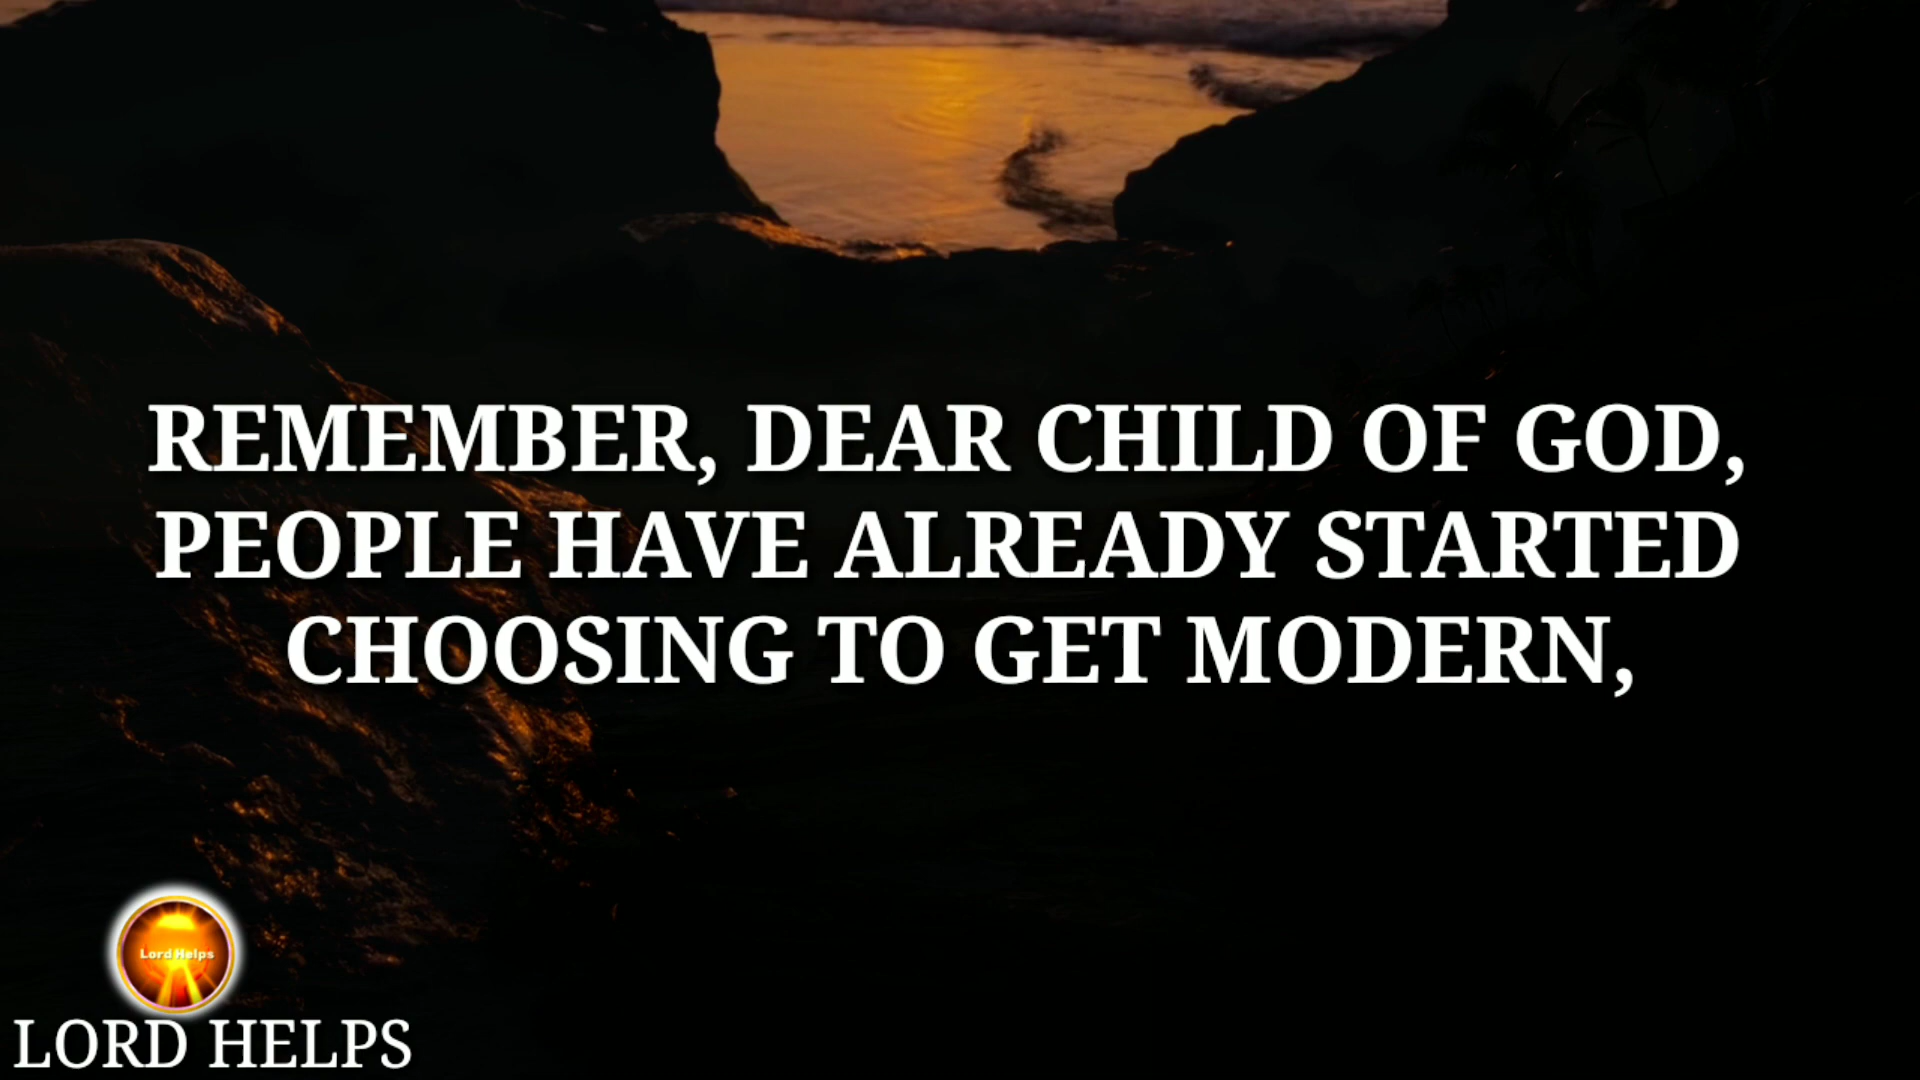 REMEMBER, DEAR CHILD OF GOD,
PEOPLE HAVE ALREADY STARTED
CHOOSING TO GET MODERN,
Lord Helps
LORD HELPS